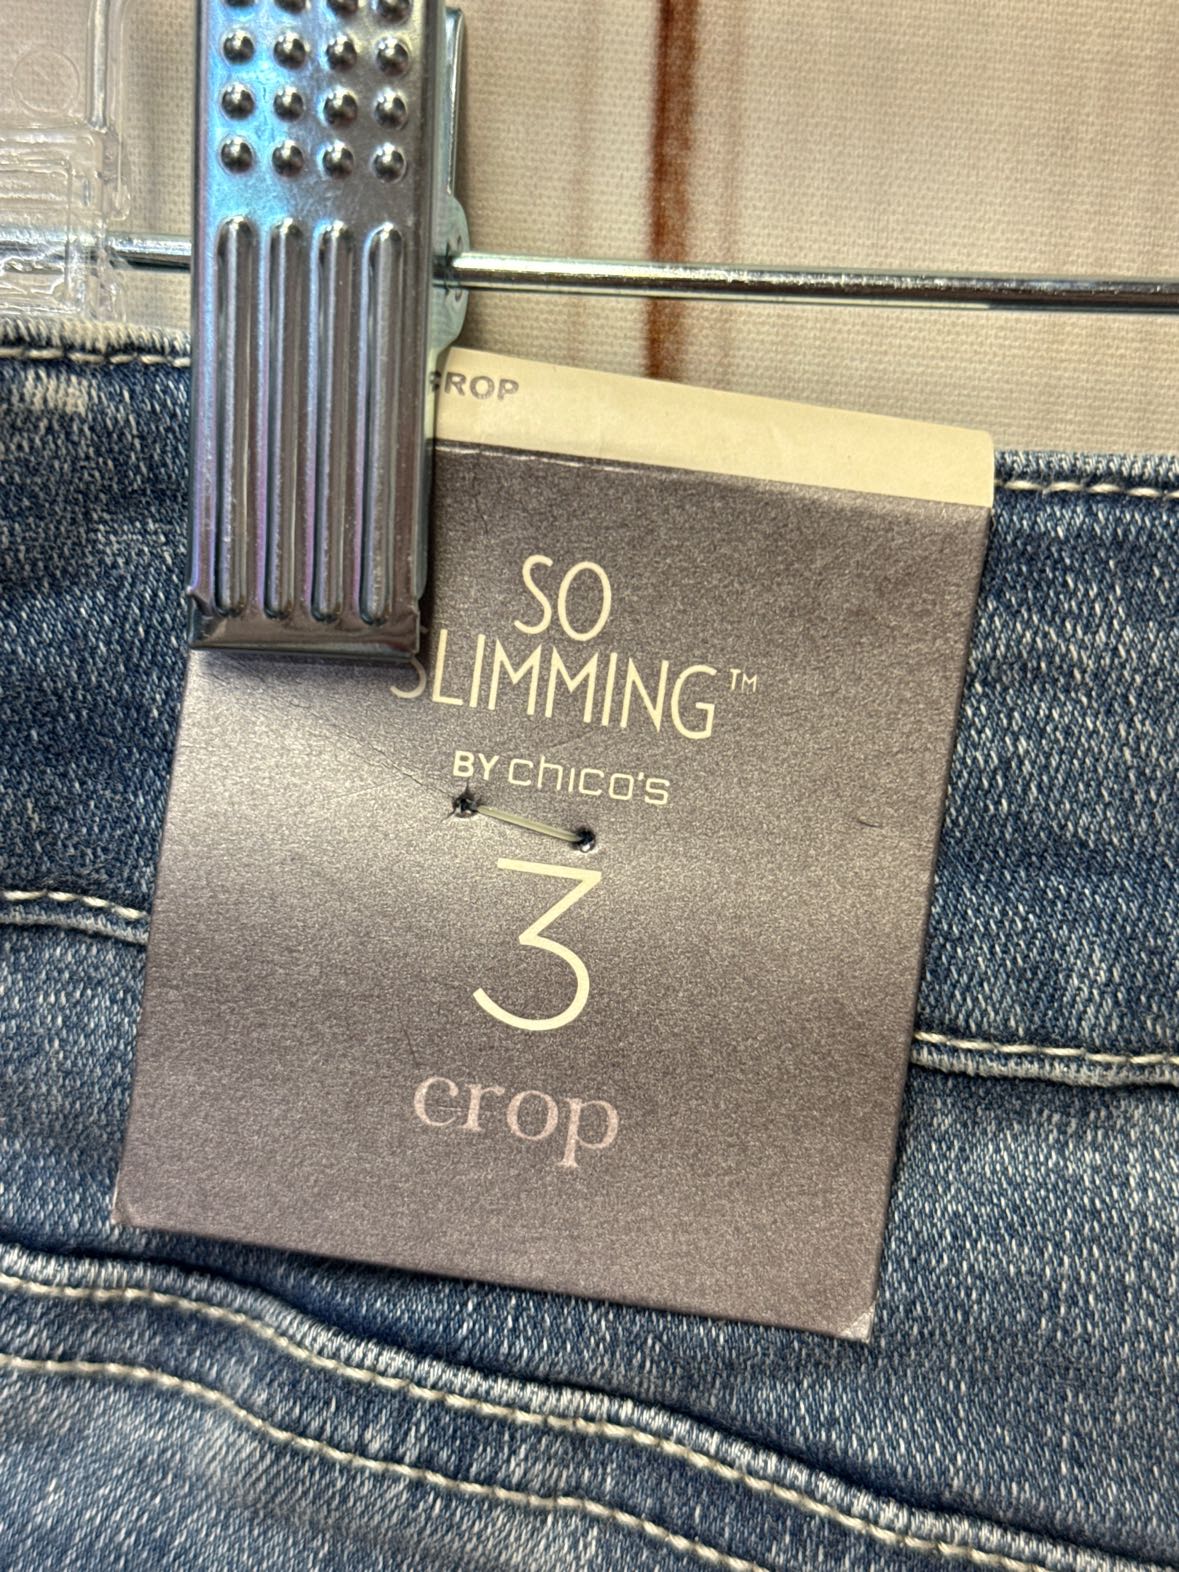 CROP
SO
SLIMMING™
BY chico's
3
crop